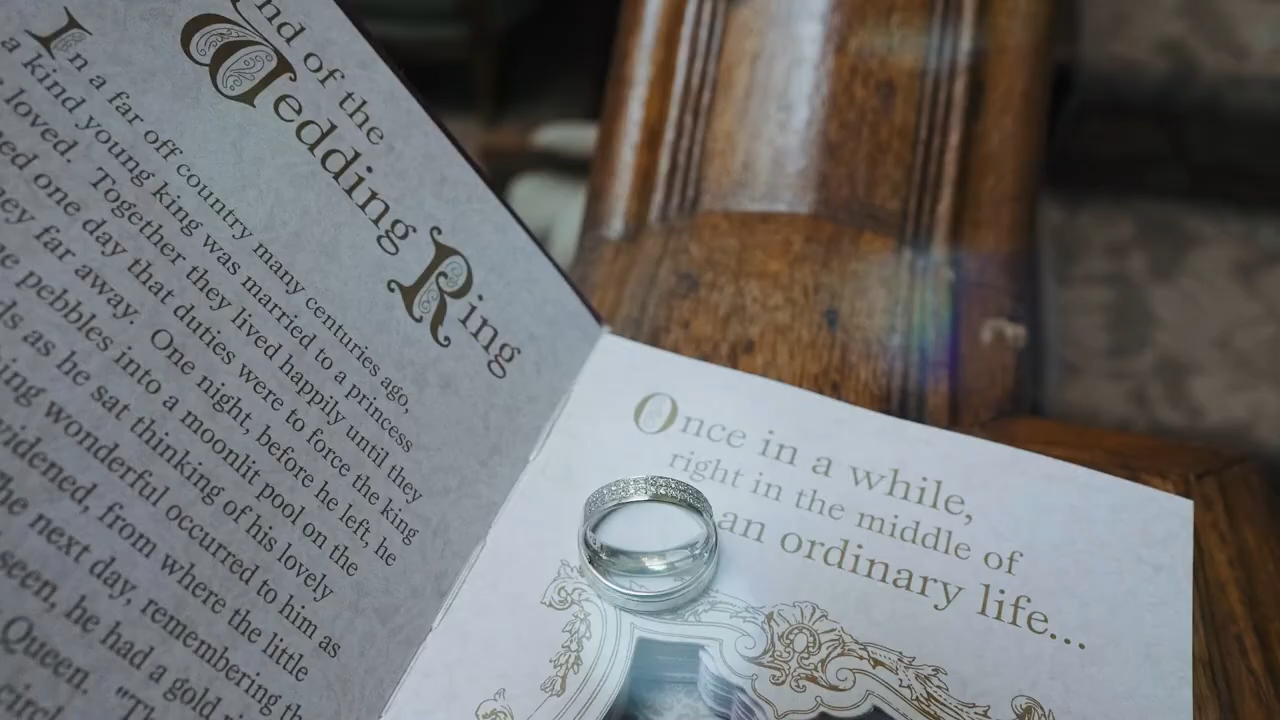 nd of the
Wedding Ring
In a far off country many centuries ago,
a kind young king was married to a princess
loved. Together they lived happily until they
ed one day that duties were to force the king
ey far away. One night, before he left, he
e pebbles into a moonlit pool on the
ds as he sat thinking of his lovely
ing wonderful occurred to him as
idened, from where the little
he next day, remembering th
seen, he had a gold ri
Queen. "Th
circl
Once in a while,
right in the middle of
an ordinary life...